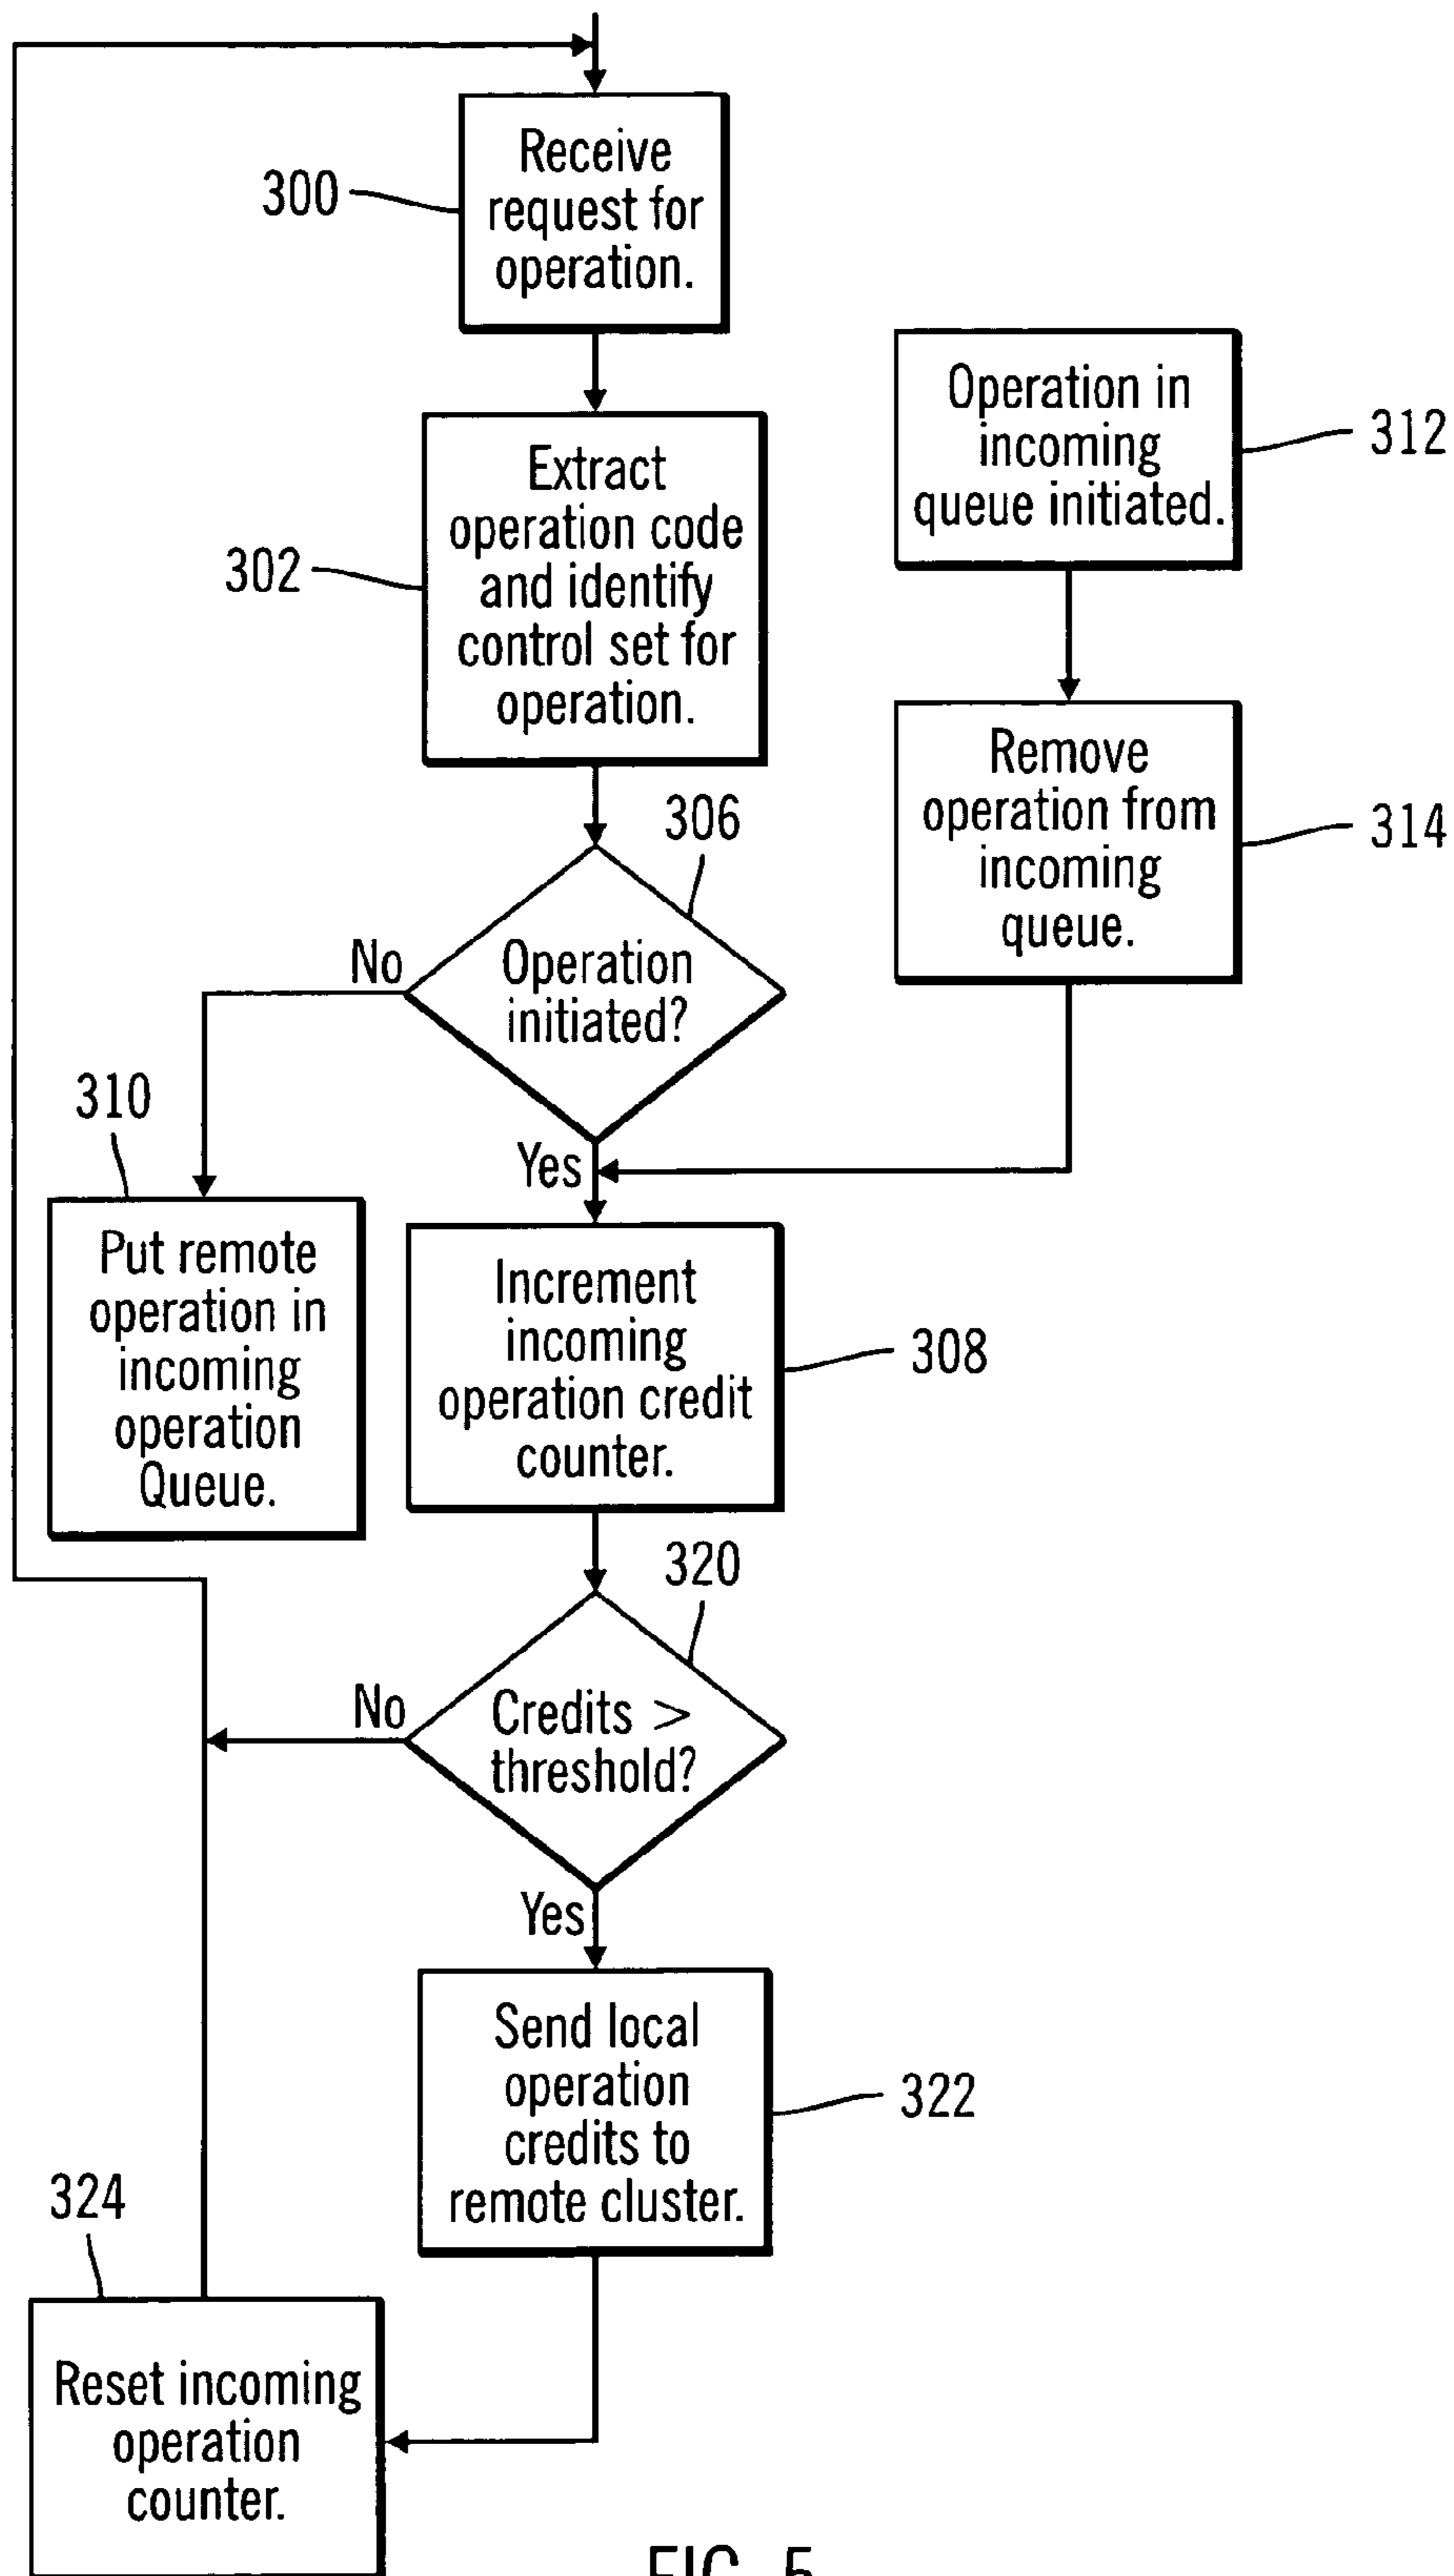 300
Receive
request for
operation.
302
Extract
operation code
and identify
control set for
operation.
Operation in
incoming
queue initiated.
312
Remove
operation from
incoming
queue.
314
306
Operation
initiated?
No
Yes
310
Put remote
operation in
incoming
operation
Queue.
Increment
incoming
operation credit
counter.
308
320
Credits >
threshold?
No
Yes
Send local
operation
credits to
remote cluster.
322
324
Reset incoming
operation
counter.
FIG. 5